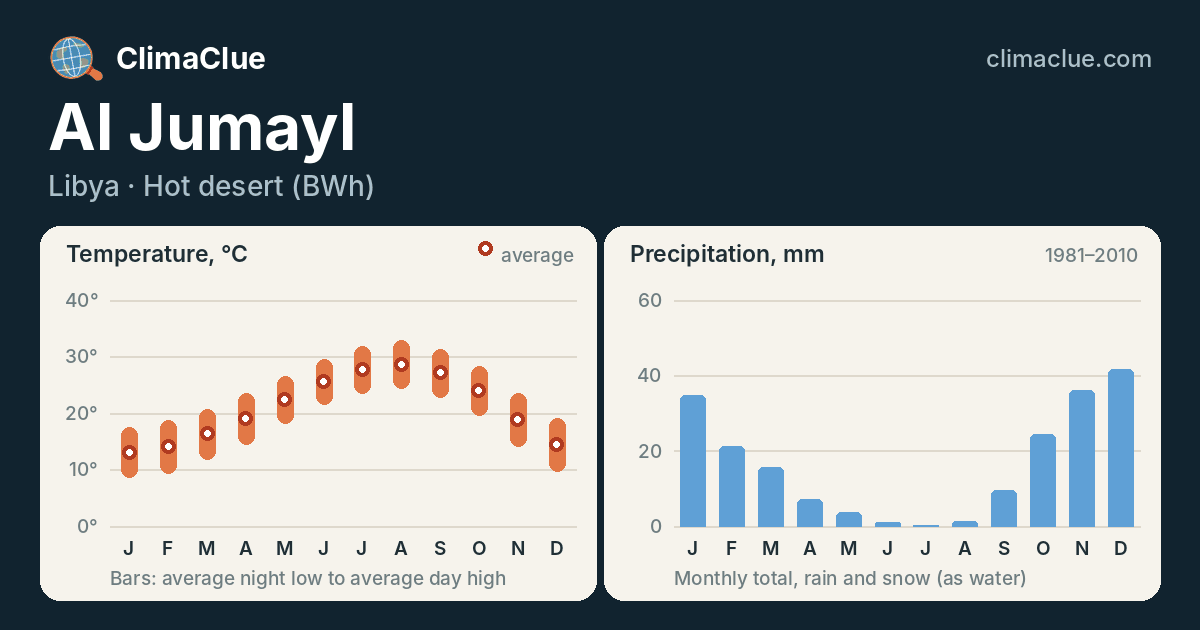 ClimaClue
climaclue.com
Al Jumayl
Libya · Hot desert (BWh)
Temperature, °C
average
40°
30°
20°
10°
0°
J F M A M J J A S O N D
Bars: average night low to average day high
Precipitation, mm
1981–2010
60
40
20
0
J F M A M J J A S O N D
Monthly total, rain and snow (as water)